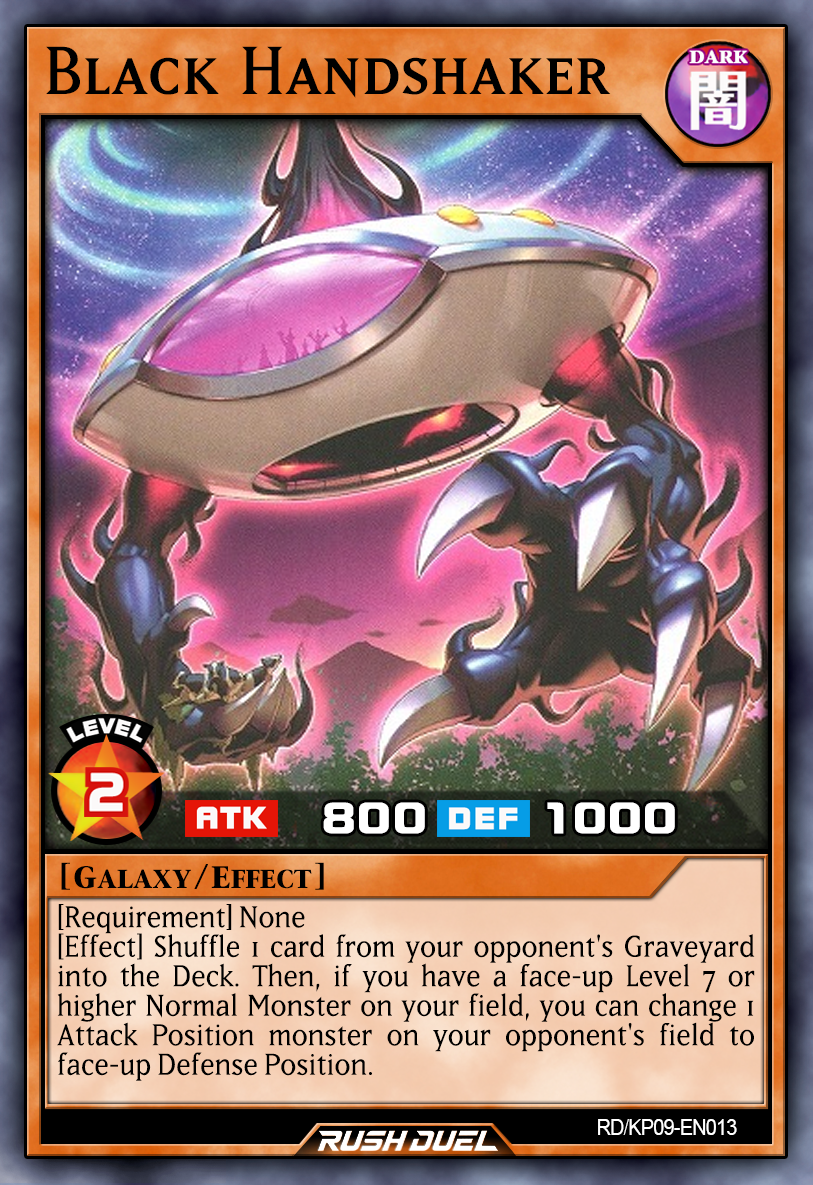 Black Handshaker
DARK
闇
LEVEL
2
ATK 800 DEF 1000
[Galaxy/Effect]
[Requirement] None
[Effect] Shuffle 1 card from your opponent's Graveyard
into the Deck. Then, if you have a face-up Level 7 or
higher Normal Monster on your field, you can change 1
Attack Position monster on your opponent's field to
face-up Defense Position.
RUSH DUEL
RD/KP09-EN013